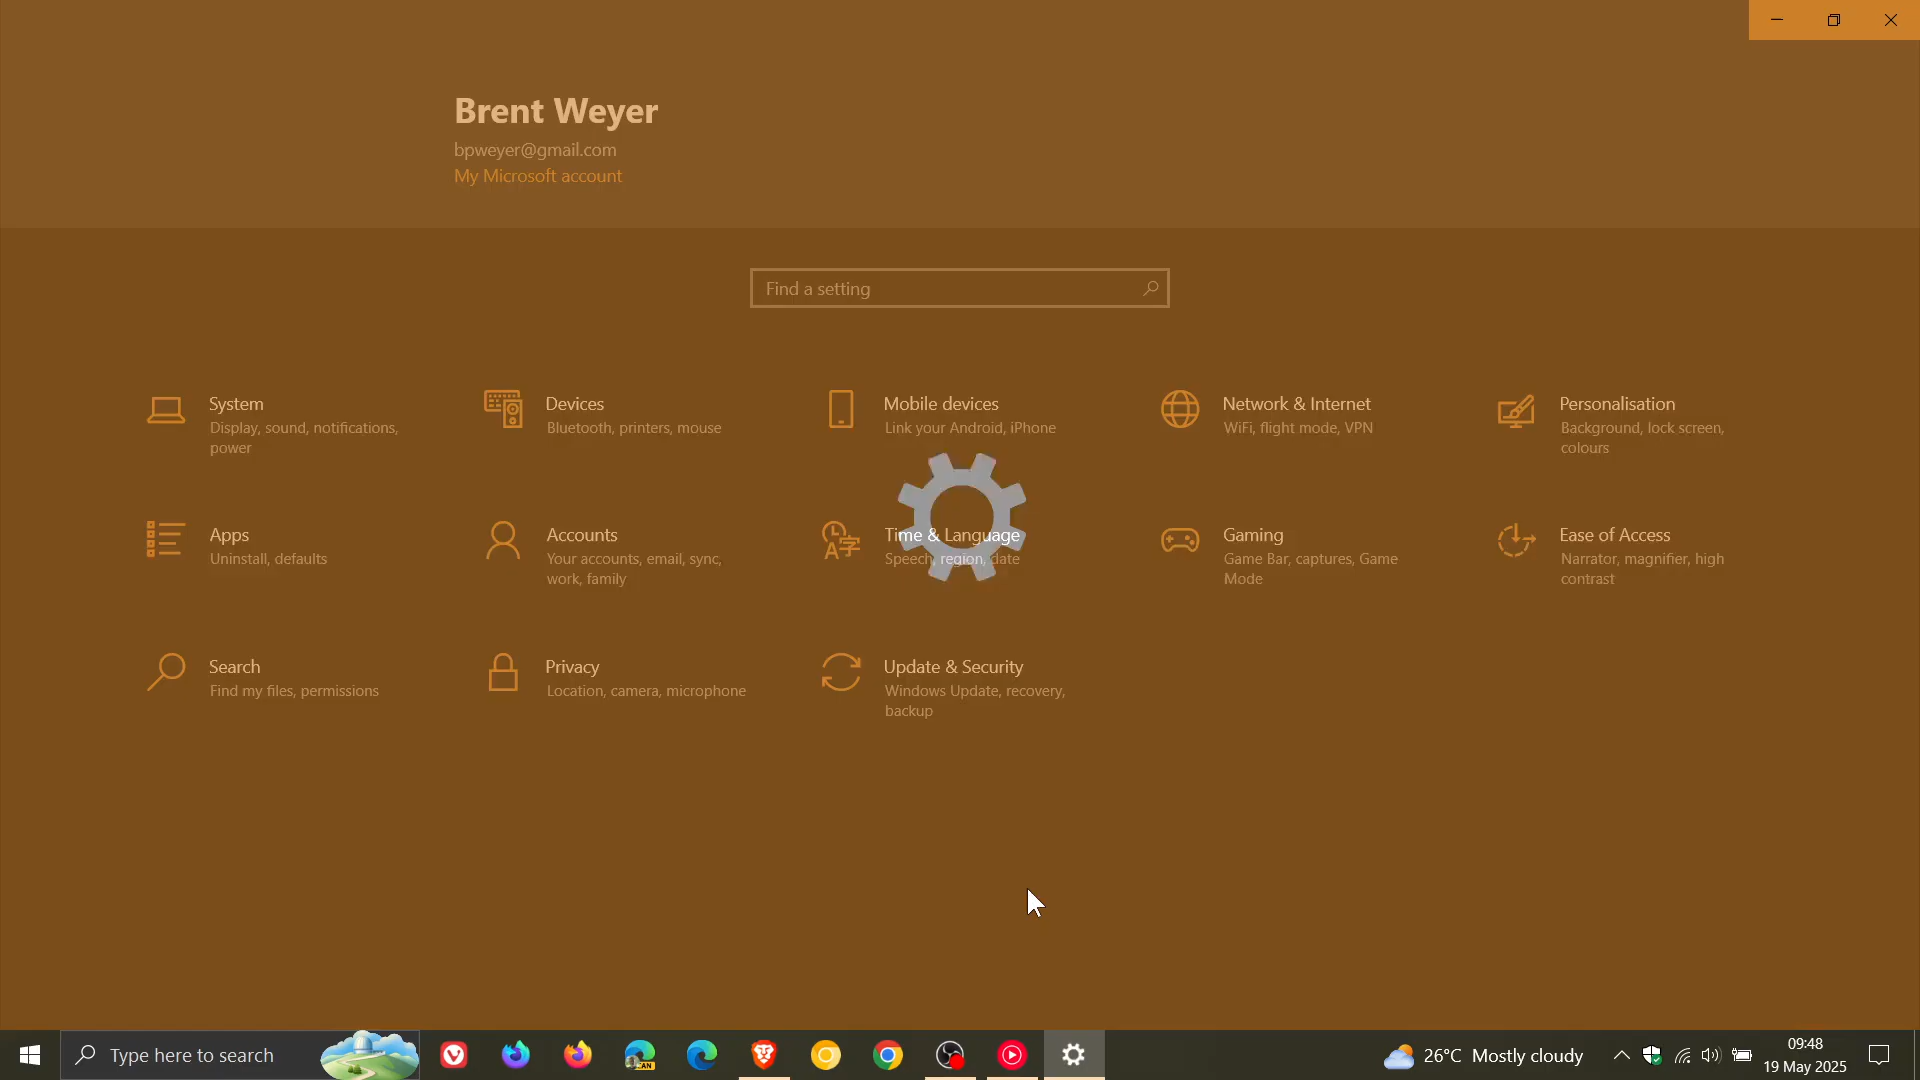 Brent Weyer
bpweyer@gmail.com
My Microsoft account
Find a setting
System
Display, sound, notifications,
power
Devices
Bluetooth, printers, mouse
Mobile devices
Link your Android, iPhone
Network & Internet
WiFi, flight mode, VPN
Personalisation
Background, lock screen,
colours
Apps
Uninstall, defaults
Accounts
Your accounts, email, sync,
work, family
Time & Language
Speech, region, date
Gaming
Game Bar, captures, Game
Mode
Ease of Access
Narrator, magnifier, high
contrast
Search
Find my files, permissions
Privacy
Location, camera, microphone
Update & Security
Windows Update, recovery,
backup
Type here to search
CAN
26°C Mostly cloudy
09:48
19 May 2025